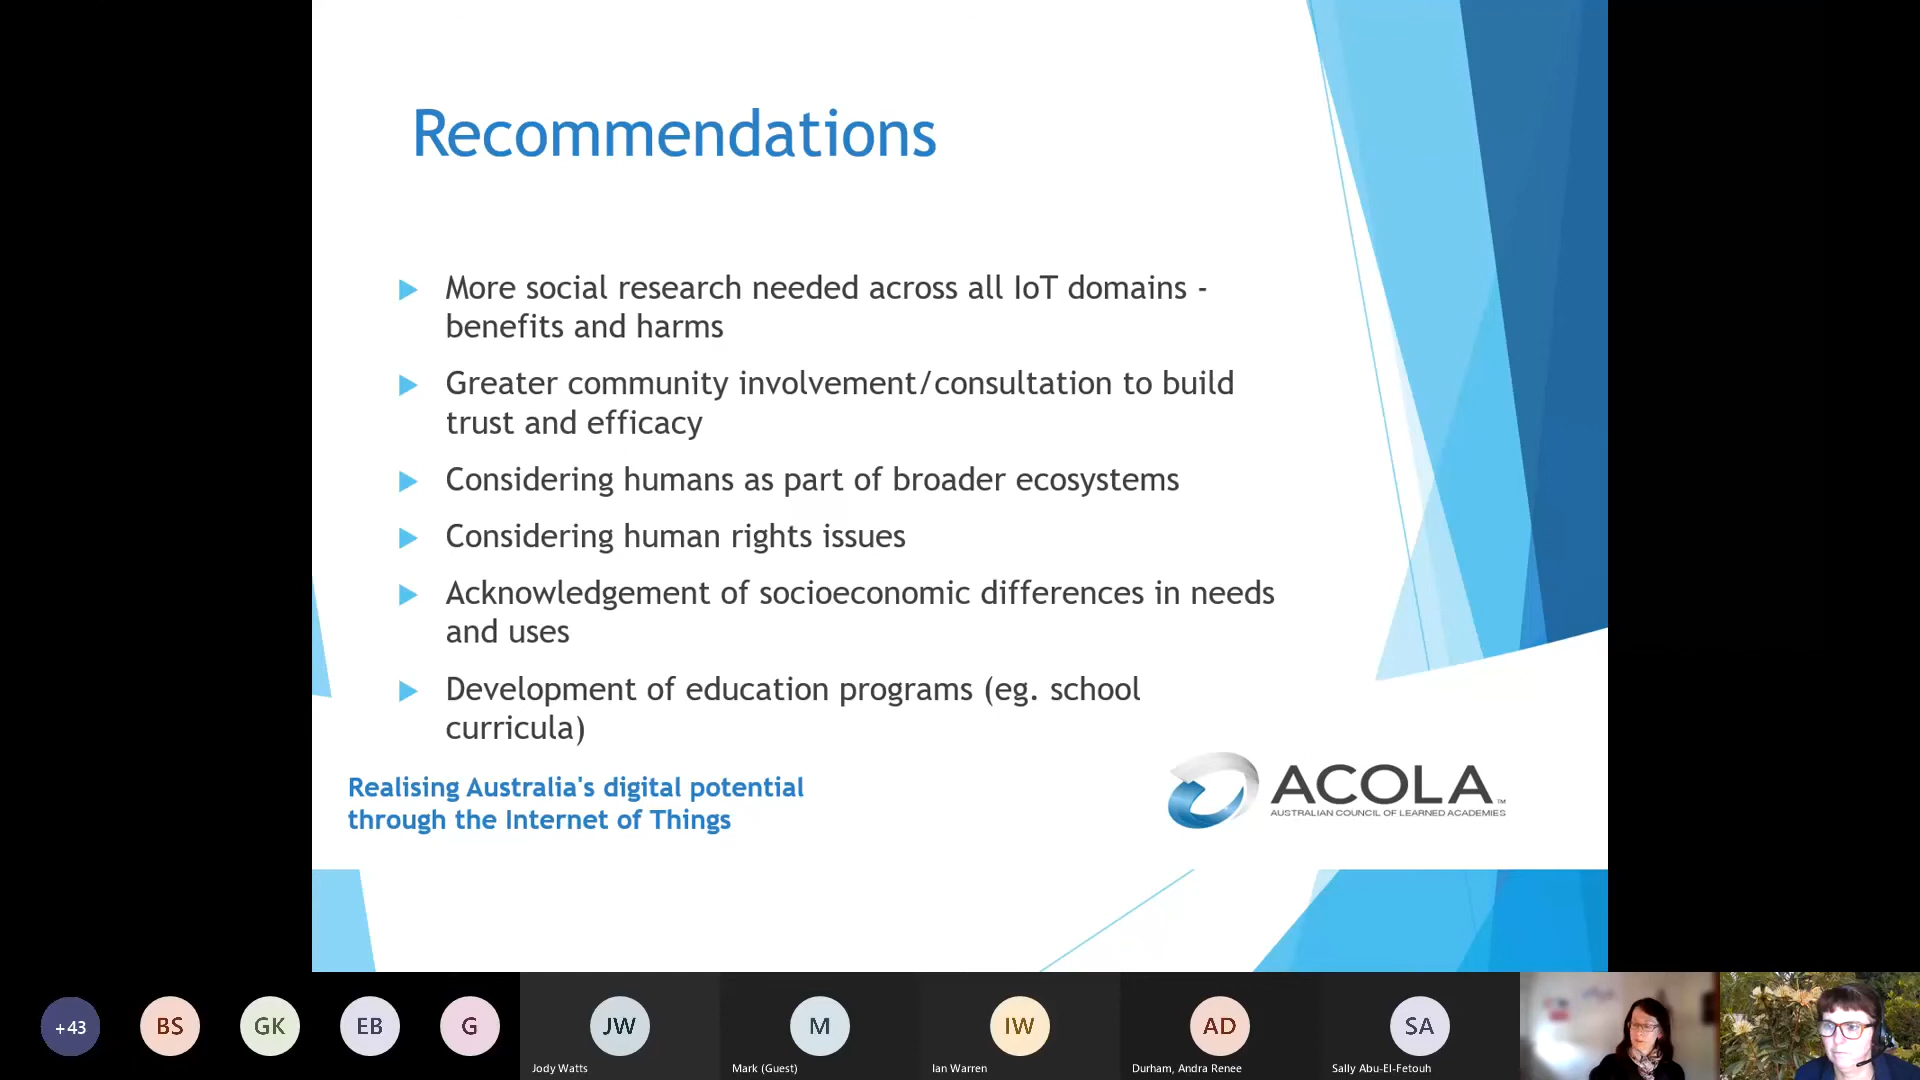 Recommendations
More social research needed across all IoT domains -
benefits and harms
Greater community involvement/consultation to build
trust and efficacy
Considering humans as part of broader ecosystems
Considering human rights issues
Acknowledgement of socioeconomic differences in needs
and uses
Development of education programs (eg. school
curricula)
Realising Australia's digital potential
through the Internet of Things
ACOLA™
AUSTRALIAN COUNCIL OF LEARNED ACADEMIES
+43
BS
GK
EB
G
JW
M
IW
AD
SA
Jody Watts
Mark (Guest)
Ian Warren
Durham, Andra Renee
Sally Abu-El-Fetouh